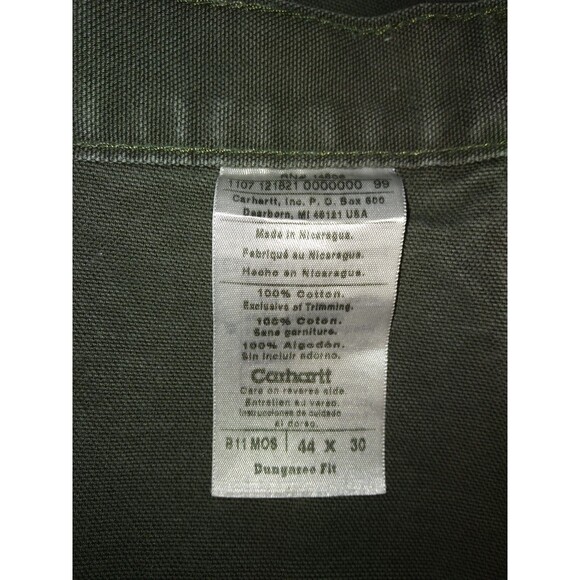 RN# 14806
1107 121821 0000000 99
Carhartt, Inc. P. O. Box 600
Dearborn, MI 48121 USA
Made in Nicaragua.
Fabriqué au Nicaragua.
Hecho en Nicaragua.
100% Cotton.
Exclusive of Trimming.
100% Coton.
Sans garniture.
100% Algodón.
Sin incluir adorno.
Carhartt
Care on reverse side
Entretien au verso
Instrucciones de cuidado
al dorso.
B11 MOS 44 X 30
Dungaree Fit